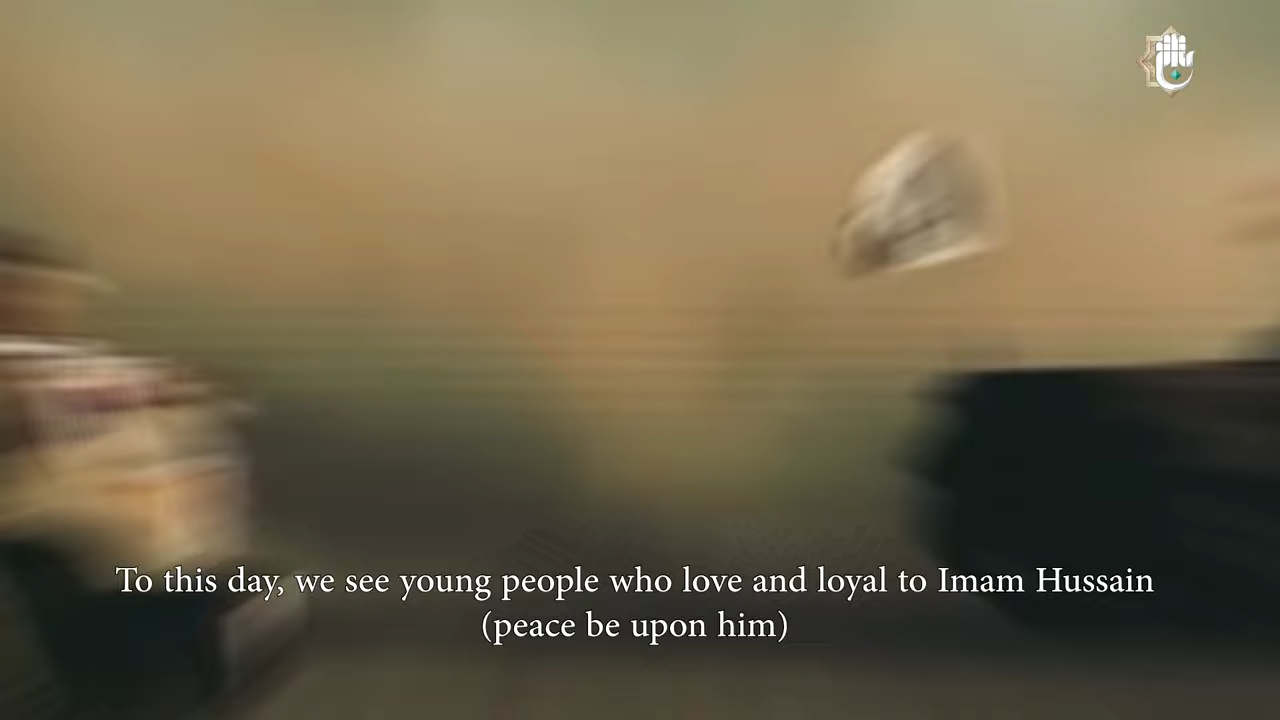 To this day, we see young people who love and loyal to Imam Hussain
(peace be upon him)